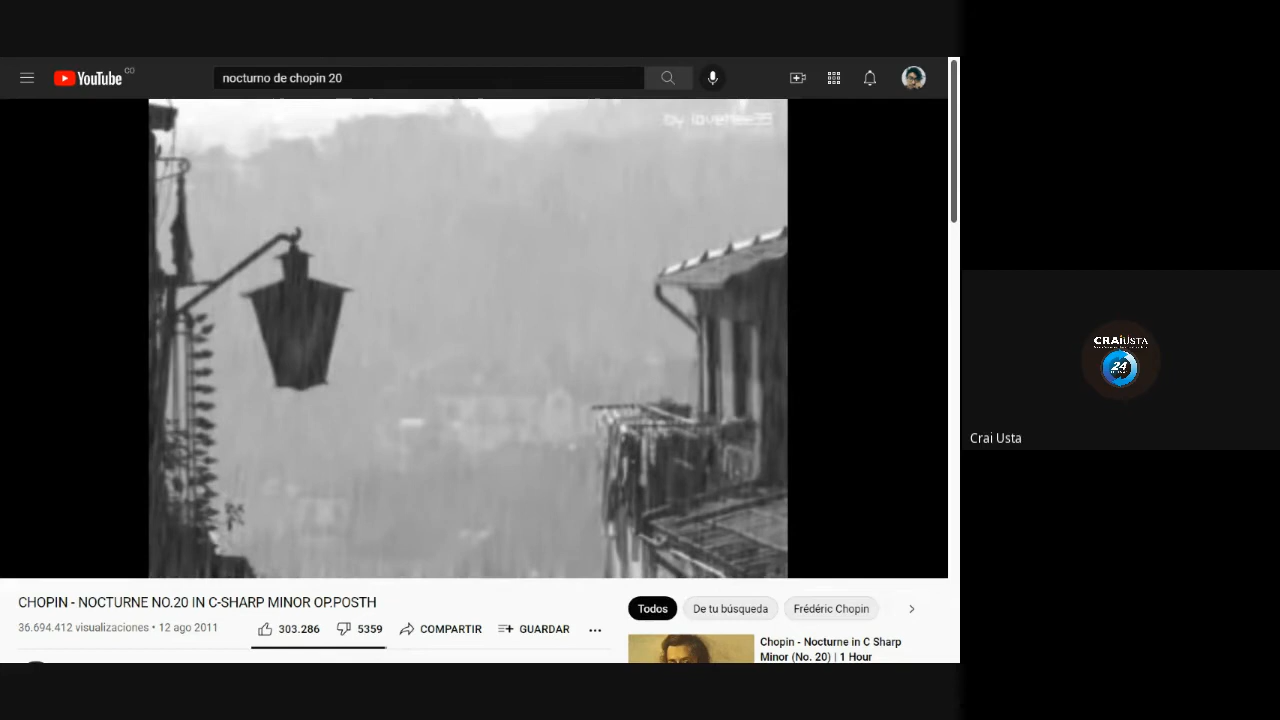 YouTube CO
nocturno de chopin 20
CHOPIN - NOCTURNE NO.20 IN C-SHARP MINOR OP.POSTH
36.694.412 visualizaciones • 12 ago 2011
303.286
5359
COMPARTIR
GUARDAR
Todos
De tu búsqueda
Frédéric Chopin
Chopin - Nocturne in C Sharp
Minor (No. 20) | 1 Hour
CRAIUSTA
24
Crai Usta